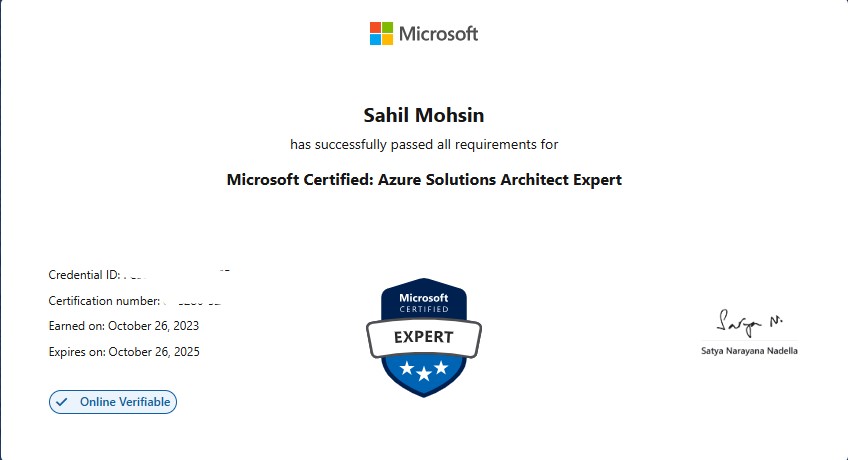 Microsoft
Sahil Mohsin
has successfully passed all requirements for
Microsoft Certified: Azure Solutions Architect Expert
Credential ID:
Certification number:
Earned on: October 26, 2023
Expires on: October 26, 2025
Online Verifiable
Microsoft
CERTIFIED
EXPERT
Satya N.
Satya Narayana Nadella